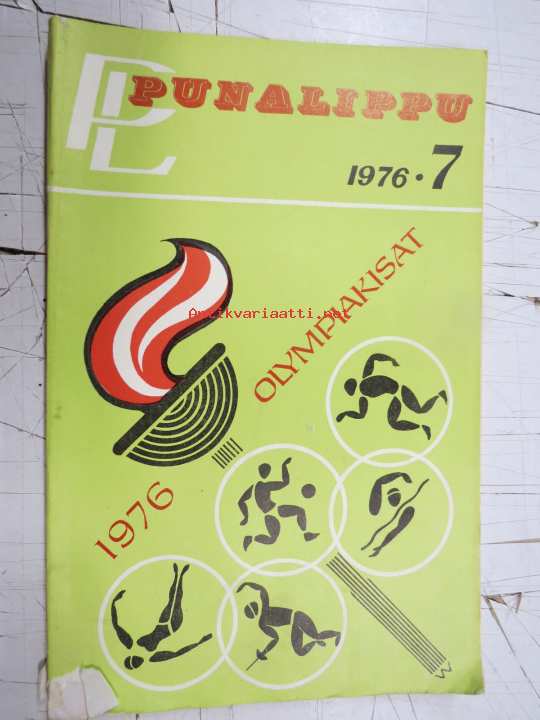 PL
PUNALIPPU
1976 • 7
Antikvariaatti.net
OLYMPIAKISAT
1976